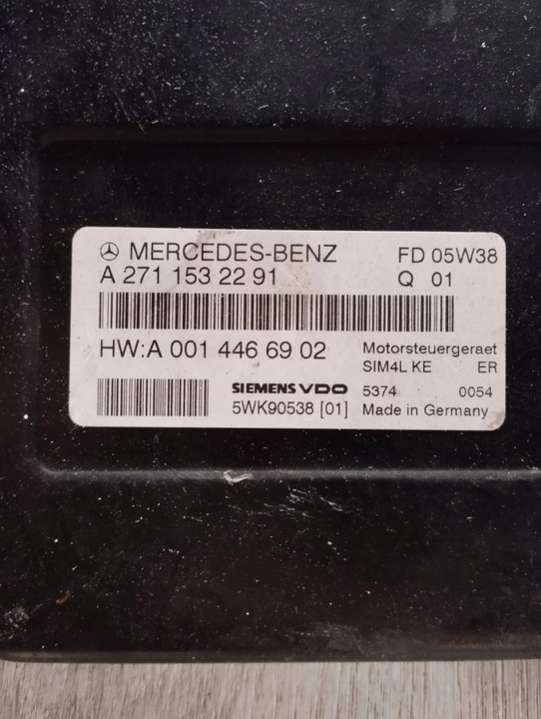 MERCEDES-BENZ FD 05W38
A 271 153 22 91 Q 01
HW:A 001 446 69 02 Motorsteuergeraet
SIM4L KE ER
SIEMENS VDO 5374 0054
5WK90538 [01] Made in Germany